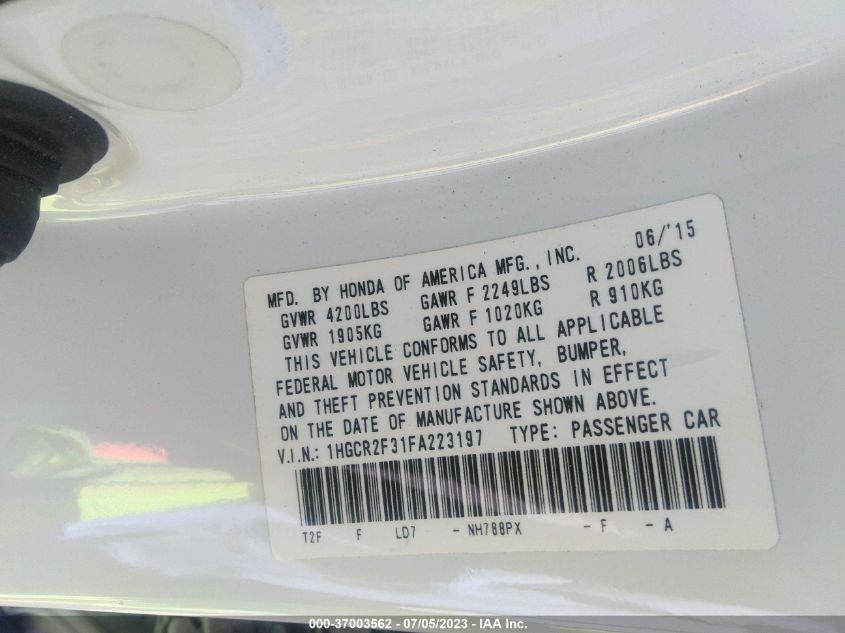 MFD. BY HONDA OF AMERICA MFG., INC. 06/'15
GVWR 4200LBS GAWR F 2249LBS R 2006LBS
GVWR 1905KG GAWR F 1020KG R 910KG
THIS VEHICLE CONFORMS TO ALL APPLICABLE
FEDERAL MOTOR VEHICLE SAFETY, BUMPER,
AND THEFT PREVENTION STANDARDS IN EFFECT
ON THE DATE OF MANUFACTURE SHOWN ABOVE.
V.I.N.: 1HGCR2F31FA223197 TYPE: PASSENGER CAR
T2F F LD7 - NH788PX - F - A
000-37003562 - 07/05/2023 - IAA Inc.